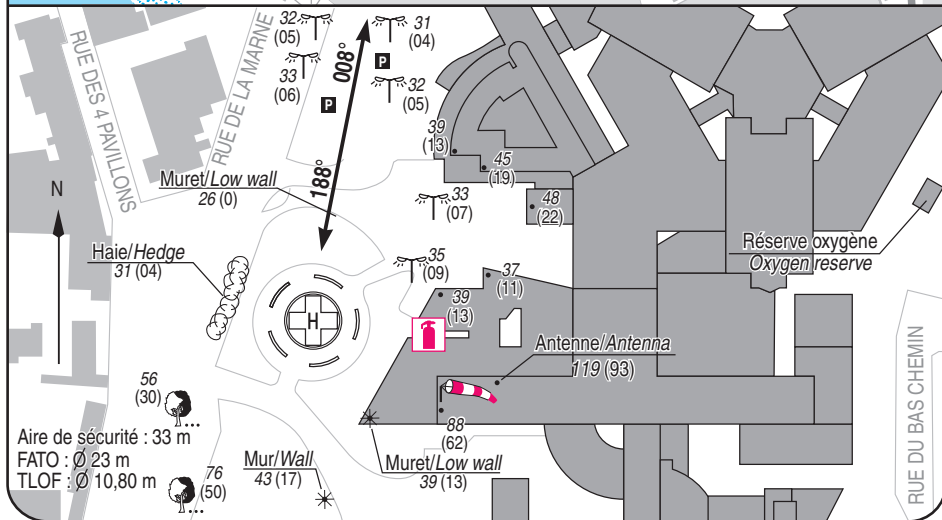 32
(05)
31
(04)
33
(06)
P
32
(05)
P
008°
188°
RUE DES 4 PAVILLONS
RUE DE LA MARNE
39
(13)
45
(19)
Muret/Low wall
26 (0)
33
(07)
48
(22)
N
Haie/Hedge
31 (04)
35
(09)
37
(11)
39
(13)
Réserve oxygène
Oxygen reserve
H
Antenne/Antenna
119 (93)
56
(30)
88
(62)
Aire de sécurité : 33 m
FATO : Ø 23 m
TLOF : Ø 10,80 m
76
(50)
Mur/Wall
43 (17)
Muret/Low wall
39 (13)
RUE DU BAS CHEMIN